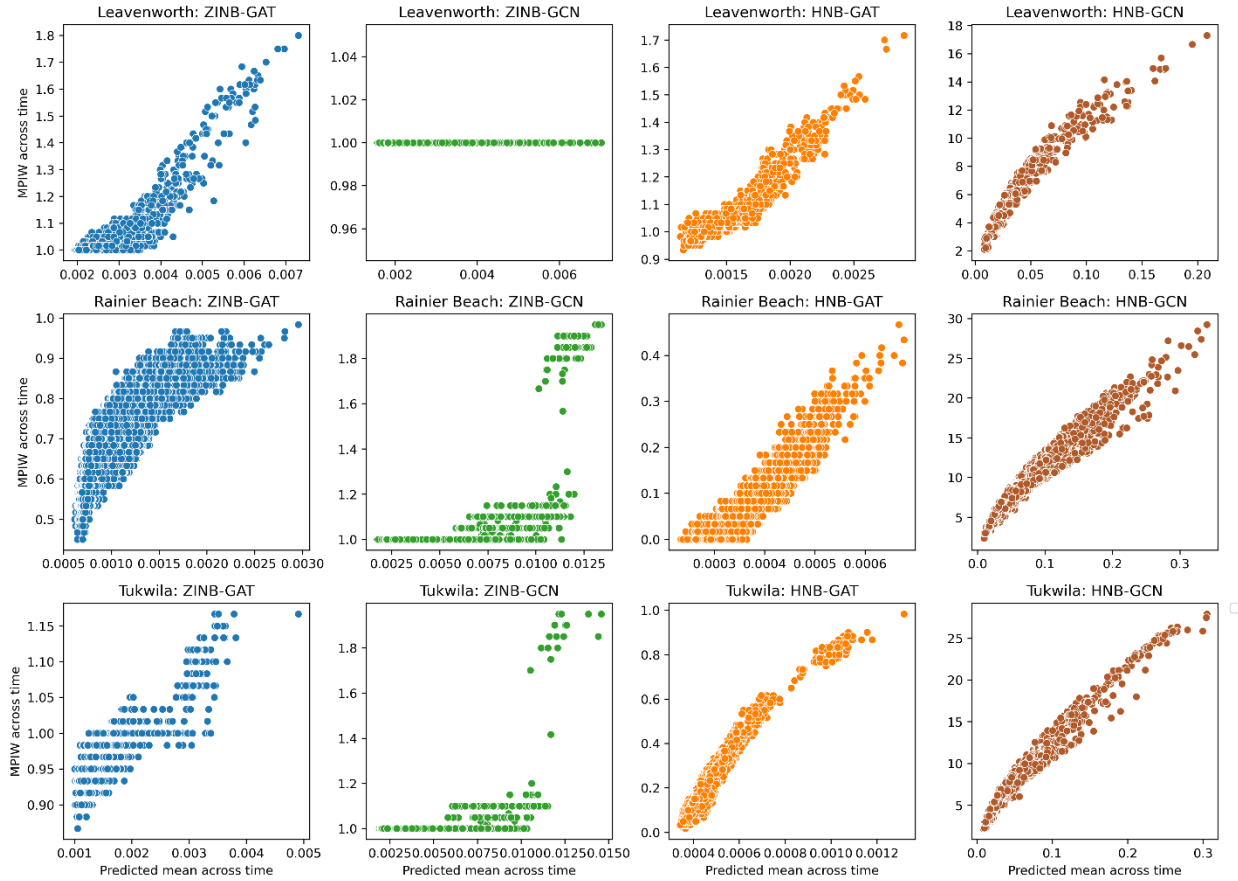 Leavenworth: ZINB-GAT
Leavenworth: ZINB-GCN
Leavenworth: HNB-GAT
Leavenworth: HNB-GCN
MPIW across time
1.8
1.7
1.6
1.5
1.4
1.3
1.2
1.1
1.0
0.002 0.003 0.004 0.005 0.006 0.007
1.04
1.02
1.00
0.98
0.96
0.002 0.004 0.006
1.7
1.6
1.5
1.4
1.3
1.2
1.1
1.0
0.9
0.0015 0.0020 0.0025
18
16
14
12
10
8
6
4
2
0.00 0.05 0.10 0.15 0.20
Rainier Beach: ZINB-GAT
Rainier Beach: ZINB-GCN
Rainier Beach: HNB-GAT
Rainier Beach: HNB-GCN
MPIW across time
1.0
0.9
0.8
0.7
0.6
0.5
0.0005 0.0010 0.0015 0.0020 0.0025 0.0030
1.8
1.6
1.4
1.2
1.0
0.0025 0.0050 0.0075 0.0100 0.0125
0.4
0.3
0.2
0.1
0.0
0.0003 0.0004 0.0005 0.0006
30
25
20
15
10
5
0.0 0.1 0.2 0.3
Tukwila: ZINB-GAT
Tukwila: ZINB-GCN
Tukwila: HNB-GAT
Tukwila: HNB-GCN
MPIW across time
1.15
1.10
1.05
1.00
0.95
0.90
0.001 0.002 0.003 0.004 0.005
Predicted mean across time
1.8
1.6
1.4
1.2
1.0
0.0025 0.0050 0.0075 0.0100 0.0125 0.0150
Predicted mean across time
1.0
0.8
0.6
0.4
0.2
0.0
0.0004 0.0006 0.0008 0.0010 0.0012
Predicted mean across time
25
20
15
10
5
0.0 0.1 0.2 0.3
Predicted mean across time